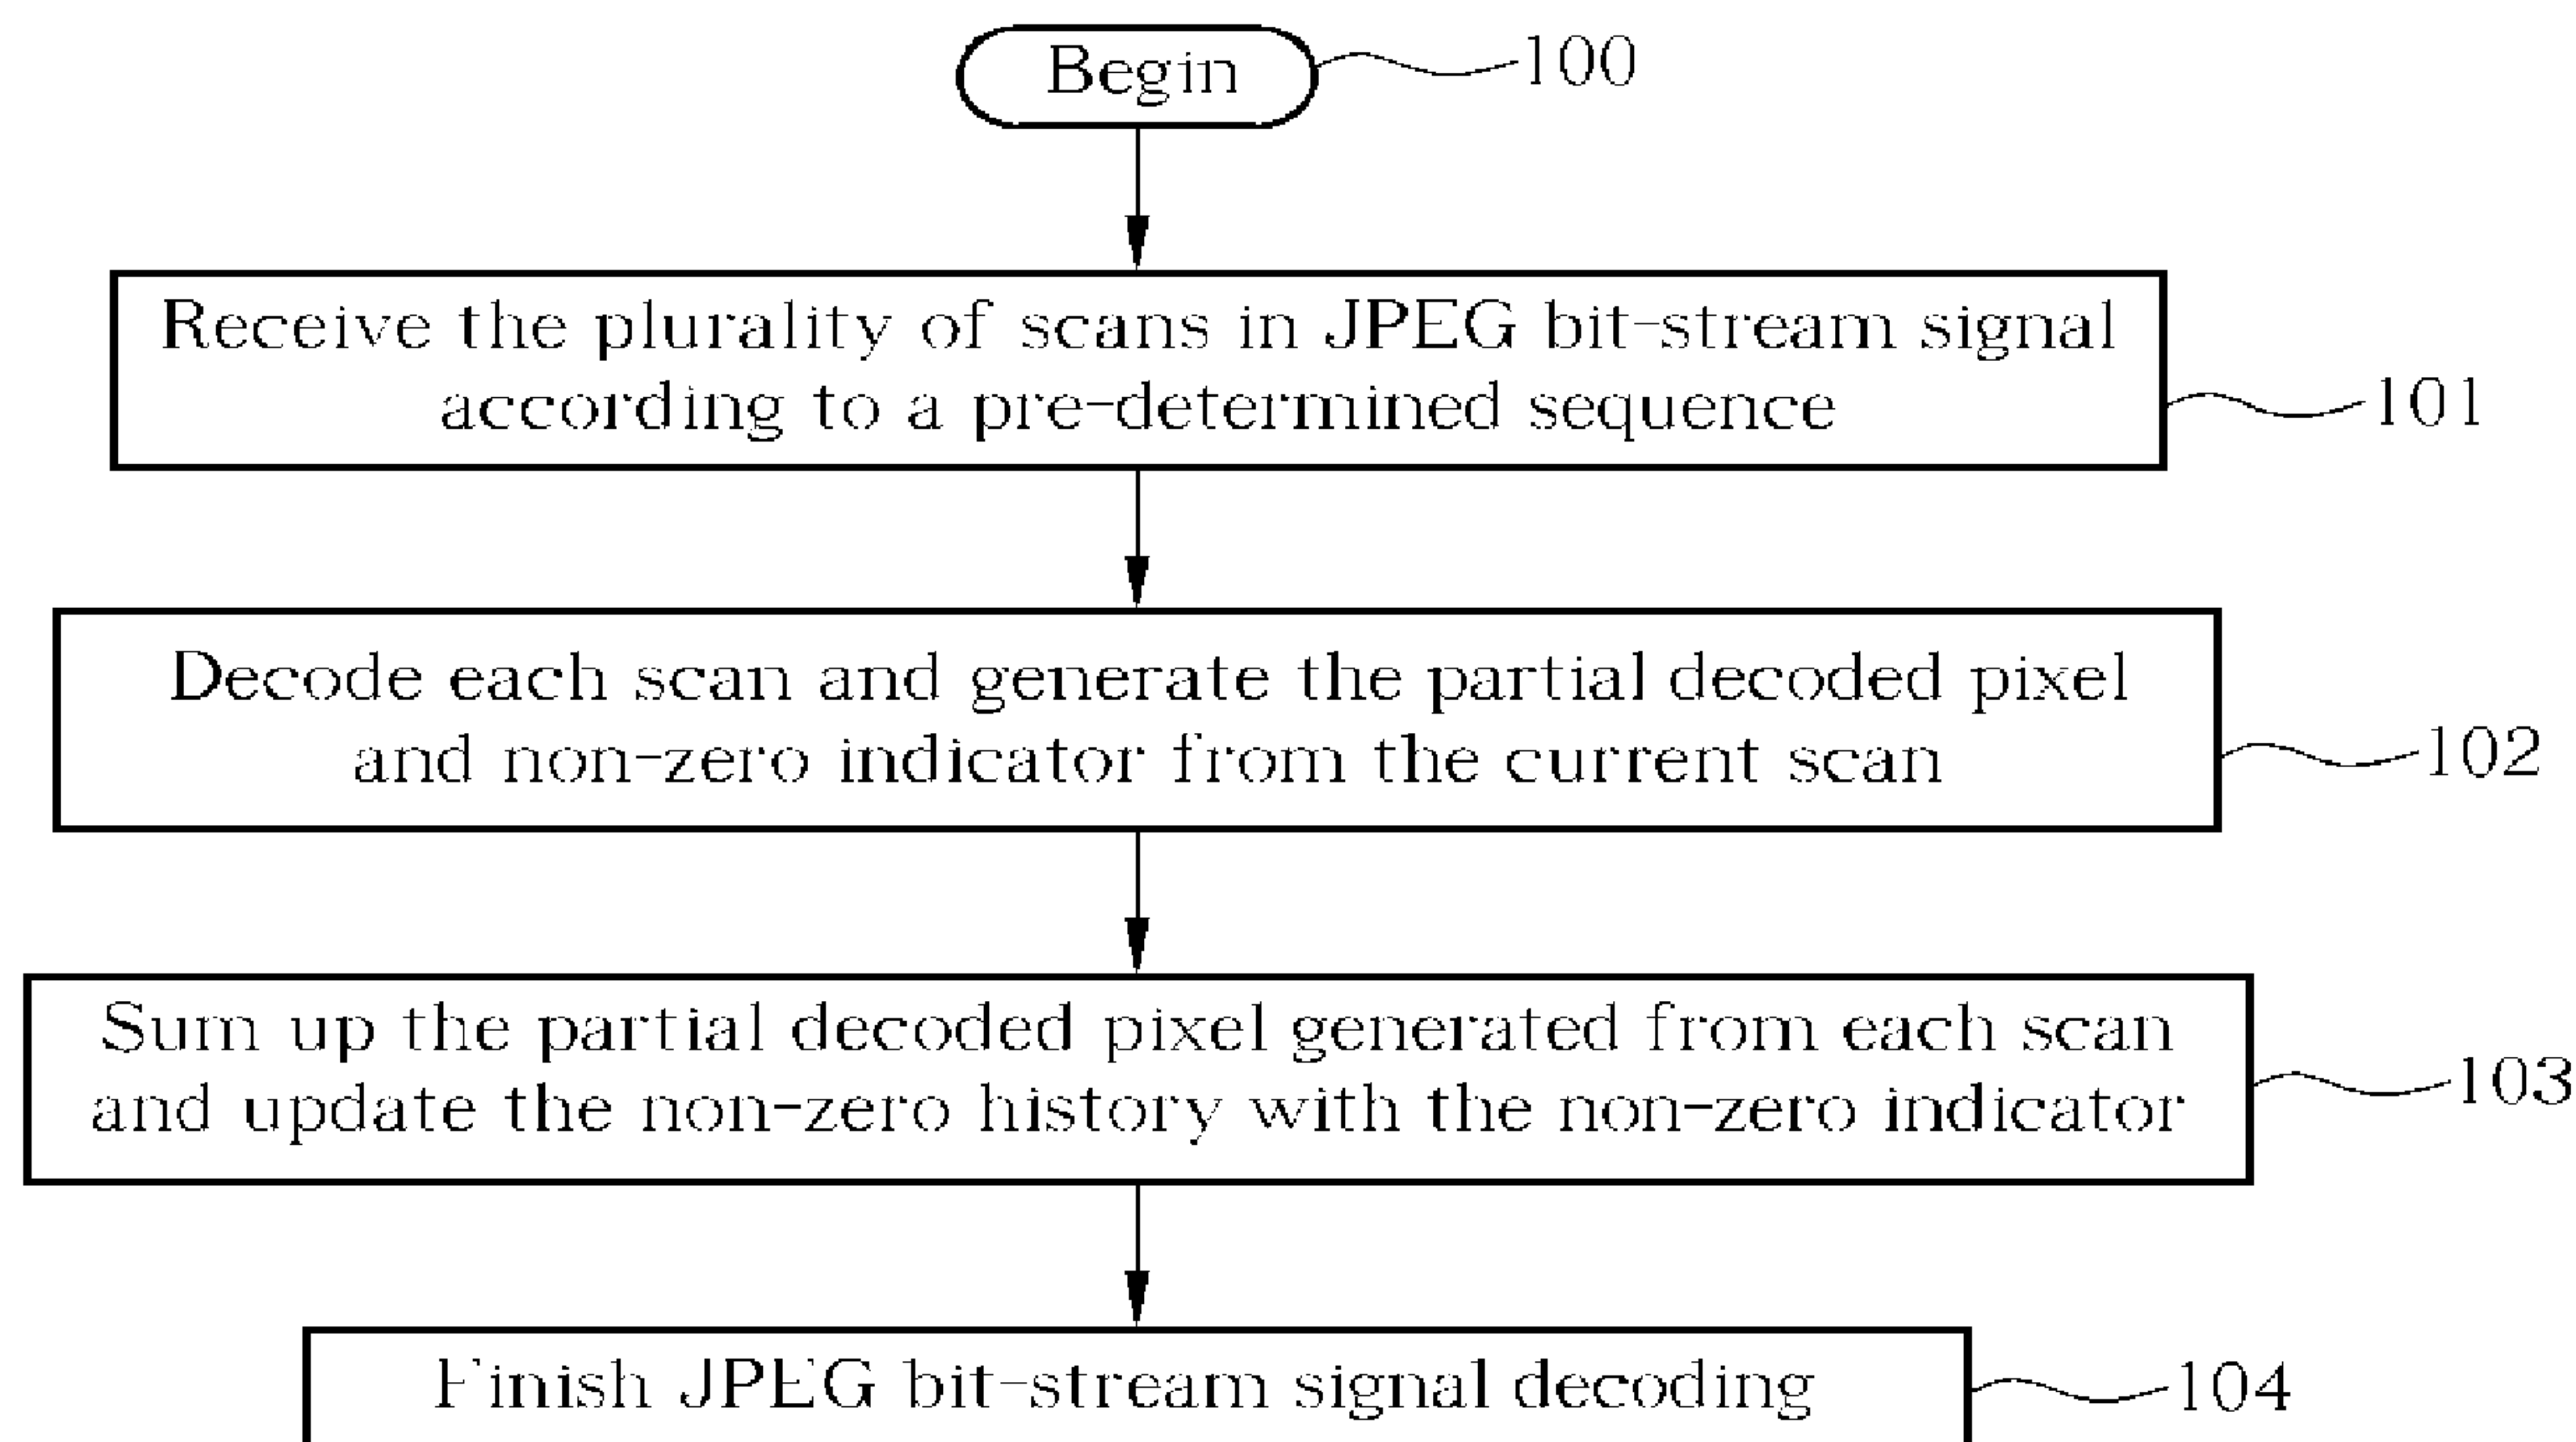 Begin
100
Receive the plurality of scans in JPEG bit-stream signal
according to a pre-determined sequence
101
Decode each scan and generate the partial decoded pixel
and non-zero indicator from the current scan
102
Sum up the partial decoded pixel generated from each scan
and update the non-zero history with the non-zero indicator
103
Finish JPEG bit-stream signal decoding
104